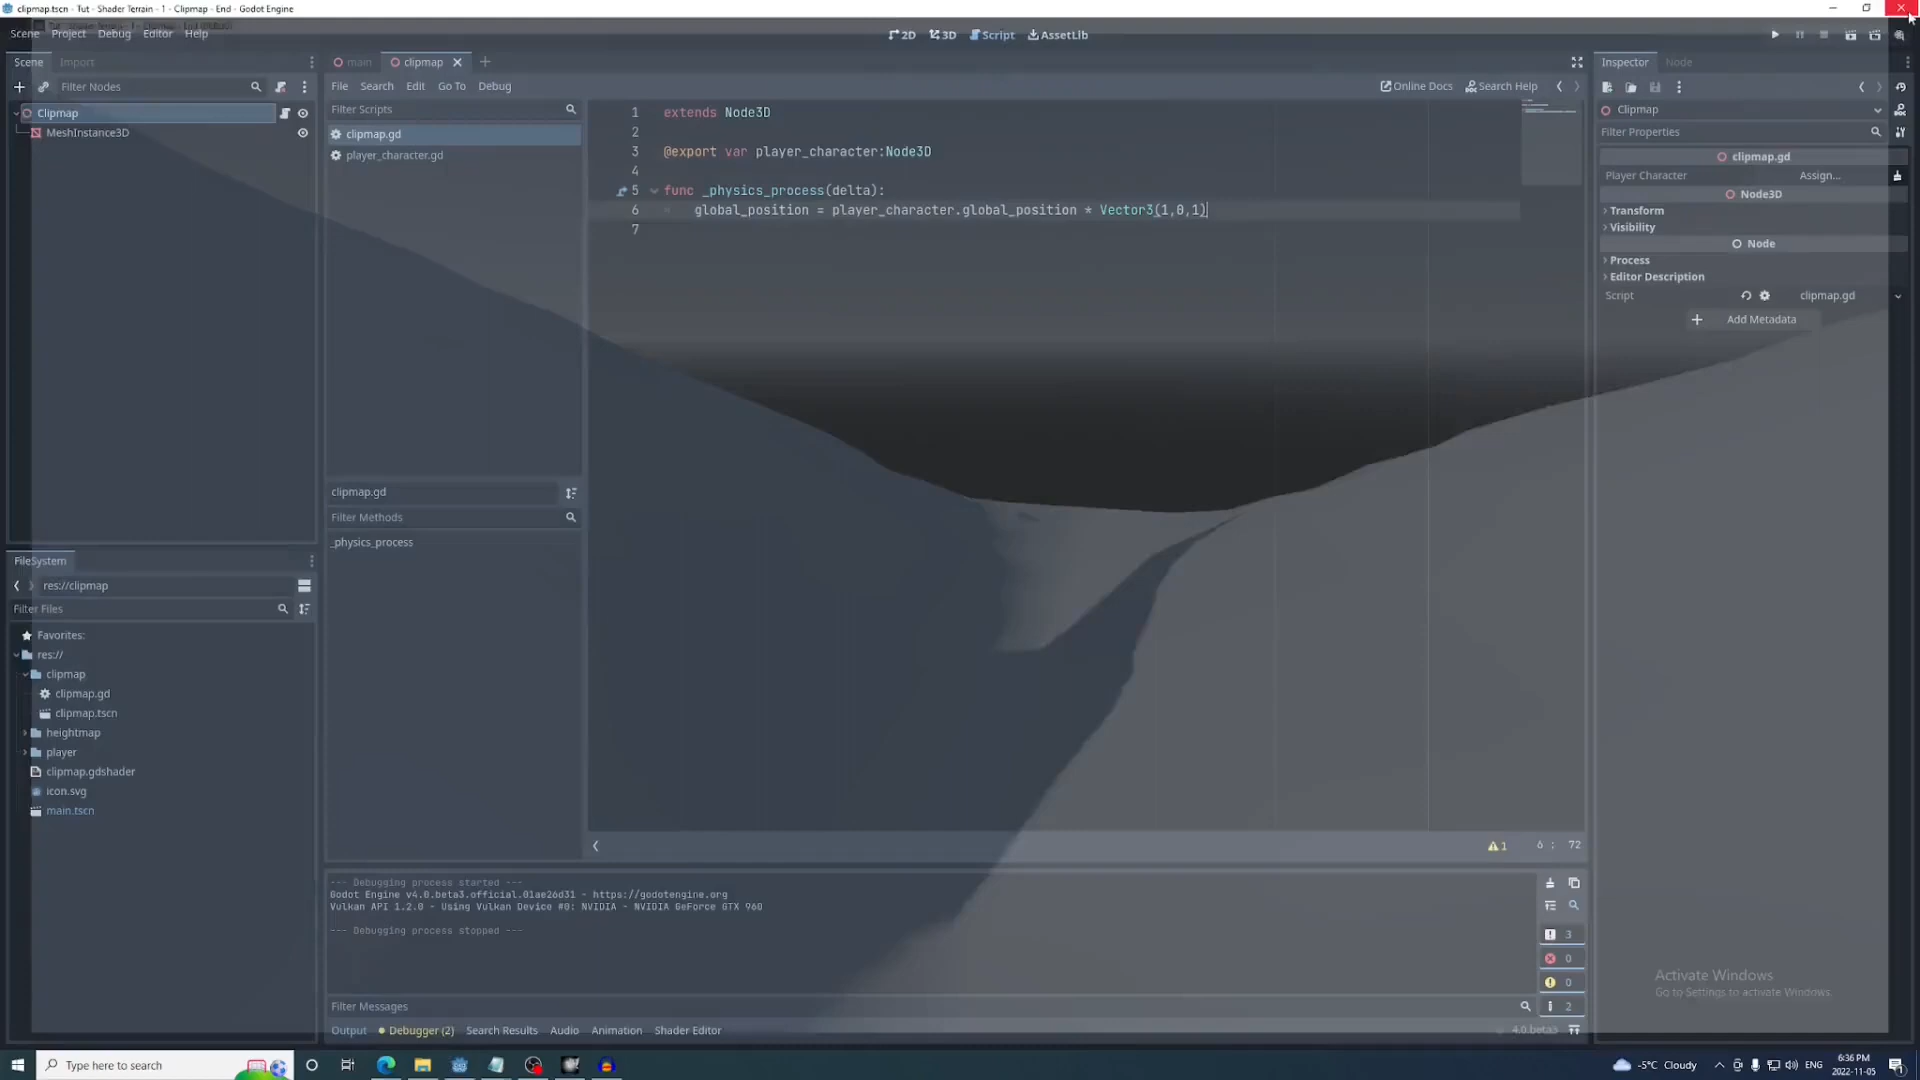 clipmap.tscn - Tut - Shader Terrain - 1 - Clipmap - End - Godot Engine
Scene Project Debug Editor Help
2D 3D Script AssetLib
Scene Import
Filter Nodes
Clipmap
MeshInstance3D
main clipmap
File Search Edit Go To Debug
Online Docs Search Help
Filter Scripts
clipmap.gd
player_character.gd
1 extends Node3D
2
3 @export var player_character:Node3D
4
5 func _physics_process(delta):
6 global_position = player_character.global_position * Vector3(1,0,1)
7
clipmap.gd
Filter Methods
_physics_process
Inspector Node
Clipmap
Filter Properties
clipmap.gd
Player Character Assign...
Node3D
Transform
Visibility
Node
Process
Editor Description
Script clipmap.gd
Add Metadata
FileSystem
res://clipmap
Filter Files
Favorites:
res://
clipmap
clipmap.gd
clipmap.tscn
heightmap
player
clipmap.gdshader
icon.svg
main.tscn
1 6 : 72
--- Debugging process started ---
Godot Engine v4.0.beta3.official.01ae26d31 - https://godotengine.org
Vulkan API 1.2.0 - Using Vulkan Device #0: NVIDIA - NVIDIA GeForce GTX 960
--- Debugging process stopped ---
3
0
0
2
Filter Messages
Output Debugger (2) Search Results Audio Animation Shader Editor
4.0.beta3
Activate Windows
Go to Settings to activate Windows.
Type here to search
-5°C Cloudy
ENG
6:36 PM
2022-11-05